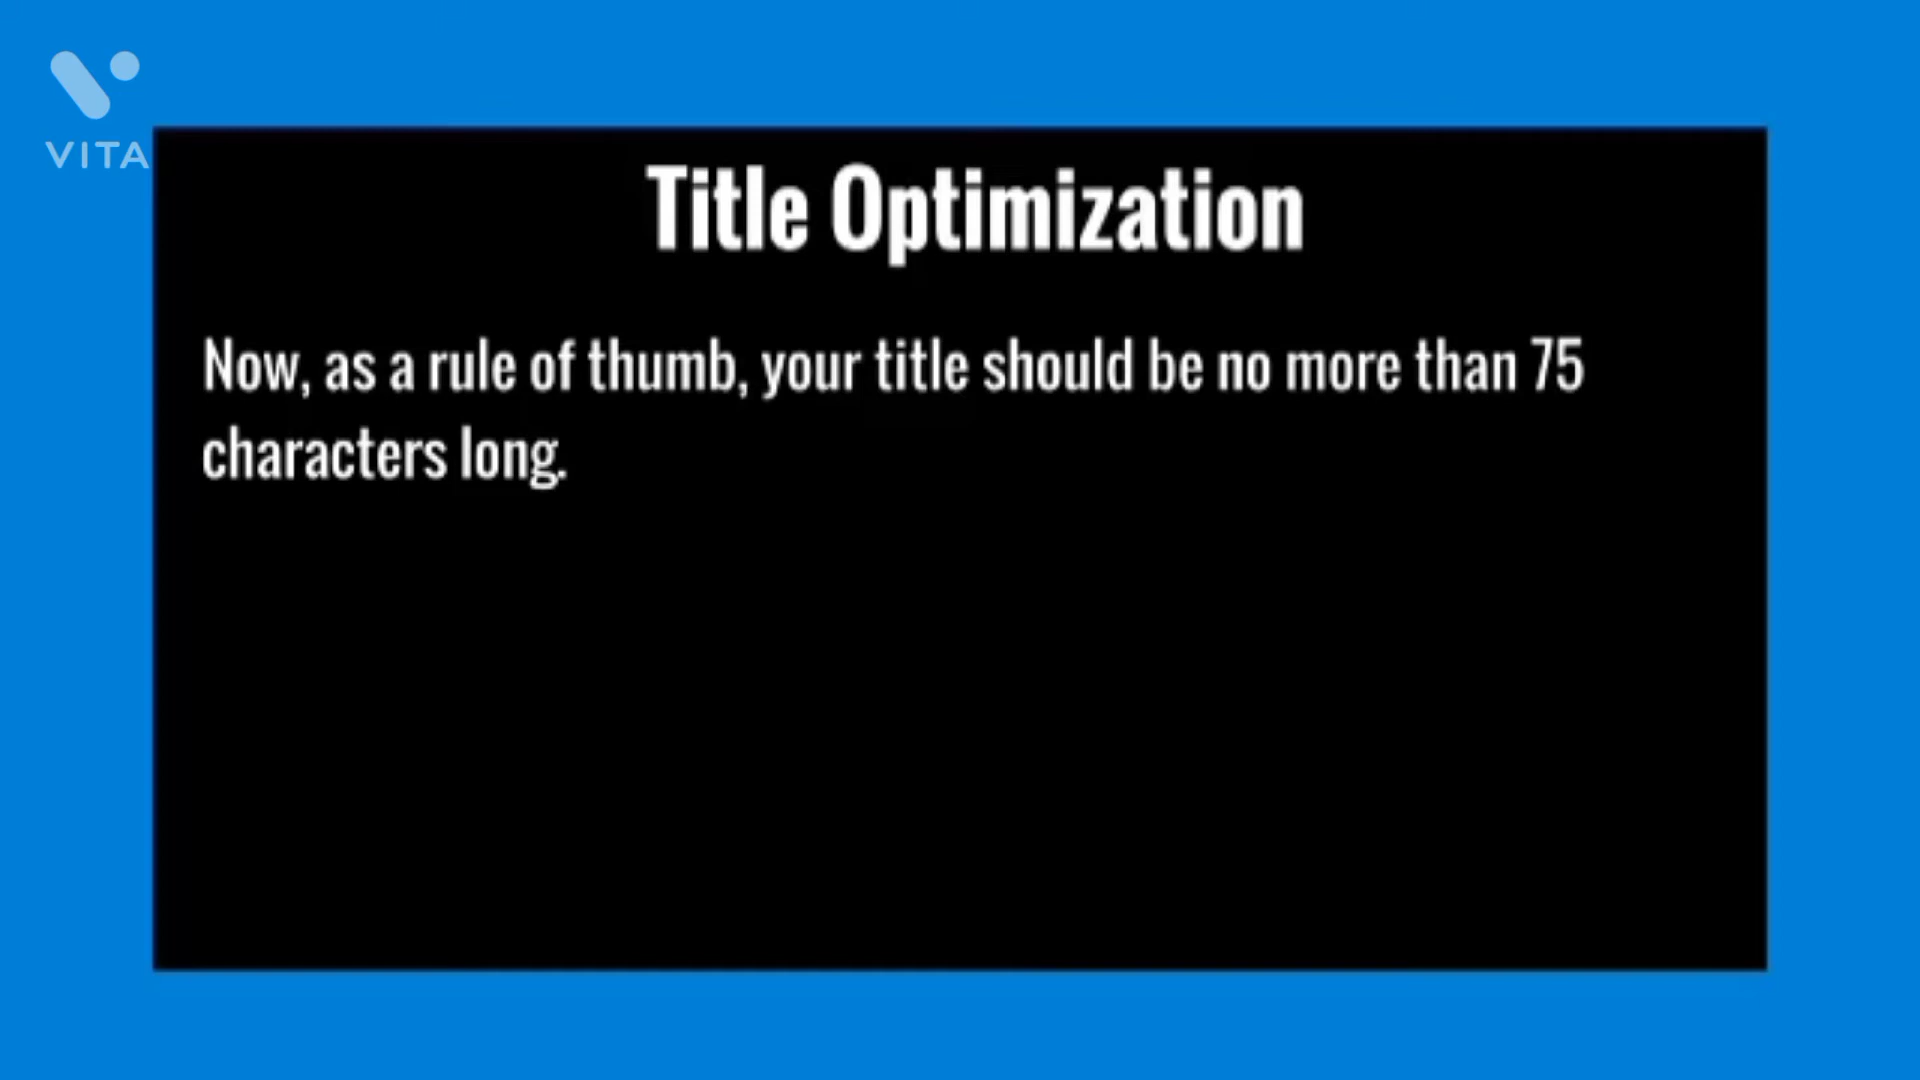 VITA
Title Optimization
Now, as a rule of thumb, your title should be no more than 75
characters long.